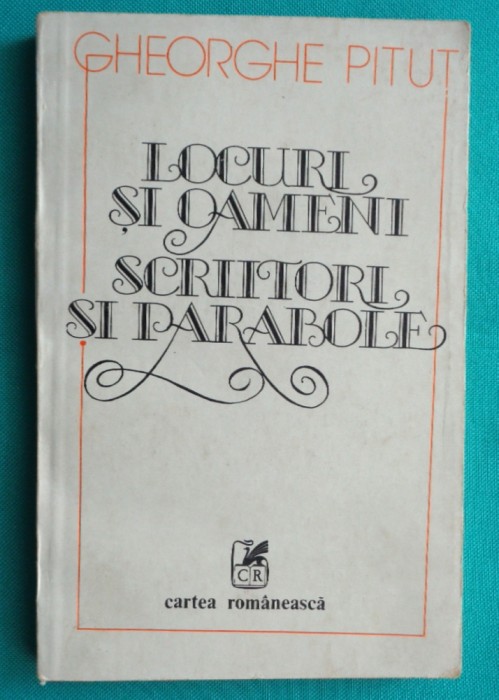 GHEORGHE PITUT
LOCURI
ȘI OAMENI
SCRIITORI
ȘI PARABOLE
CR
cartea românească